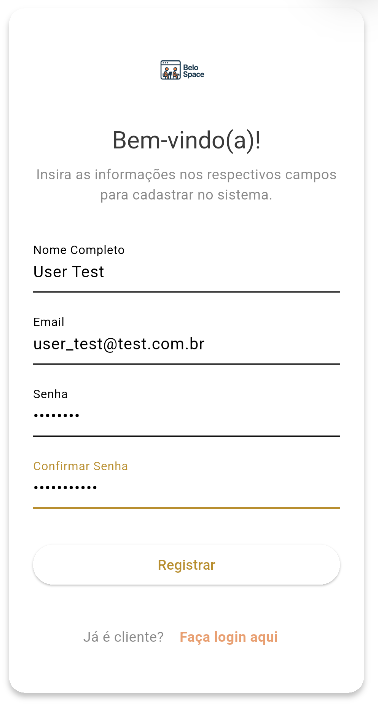 Belo
Space
Bem-vindo(a)!
Insira as informações nos respectivos campos
para cadastrar no sistema.
Nome Completo
User Test
Email
user_test@test.com.br
Senha
••••••••
Confirmar Senha
•••••••••••
Registrar
Já é cliente? Faça login aqui